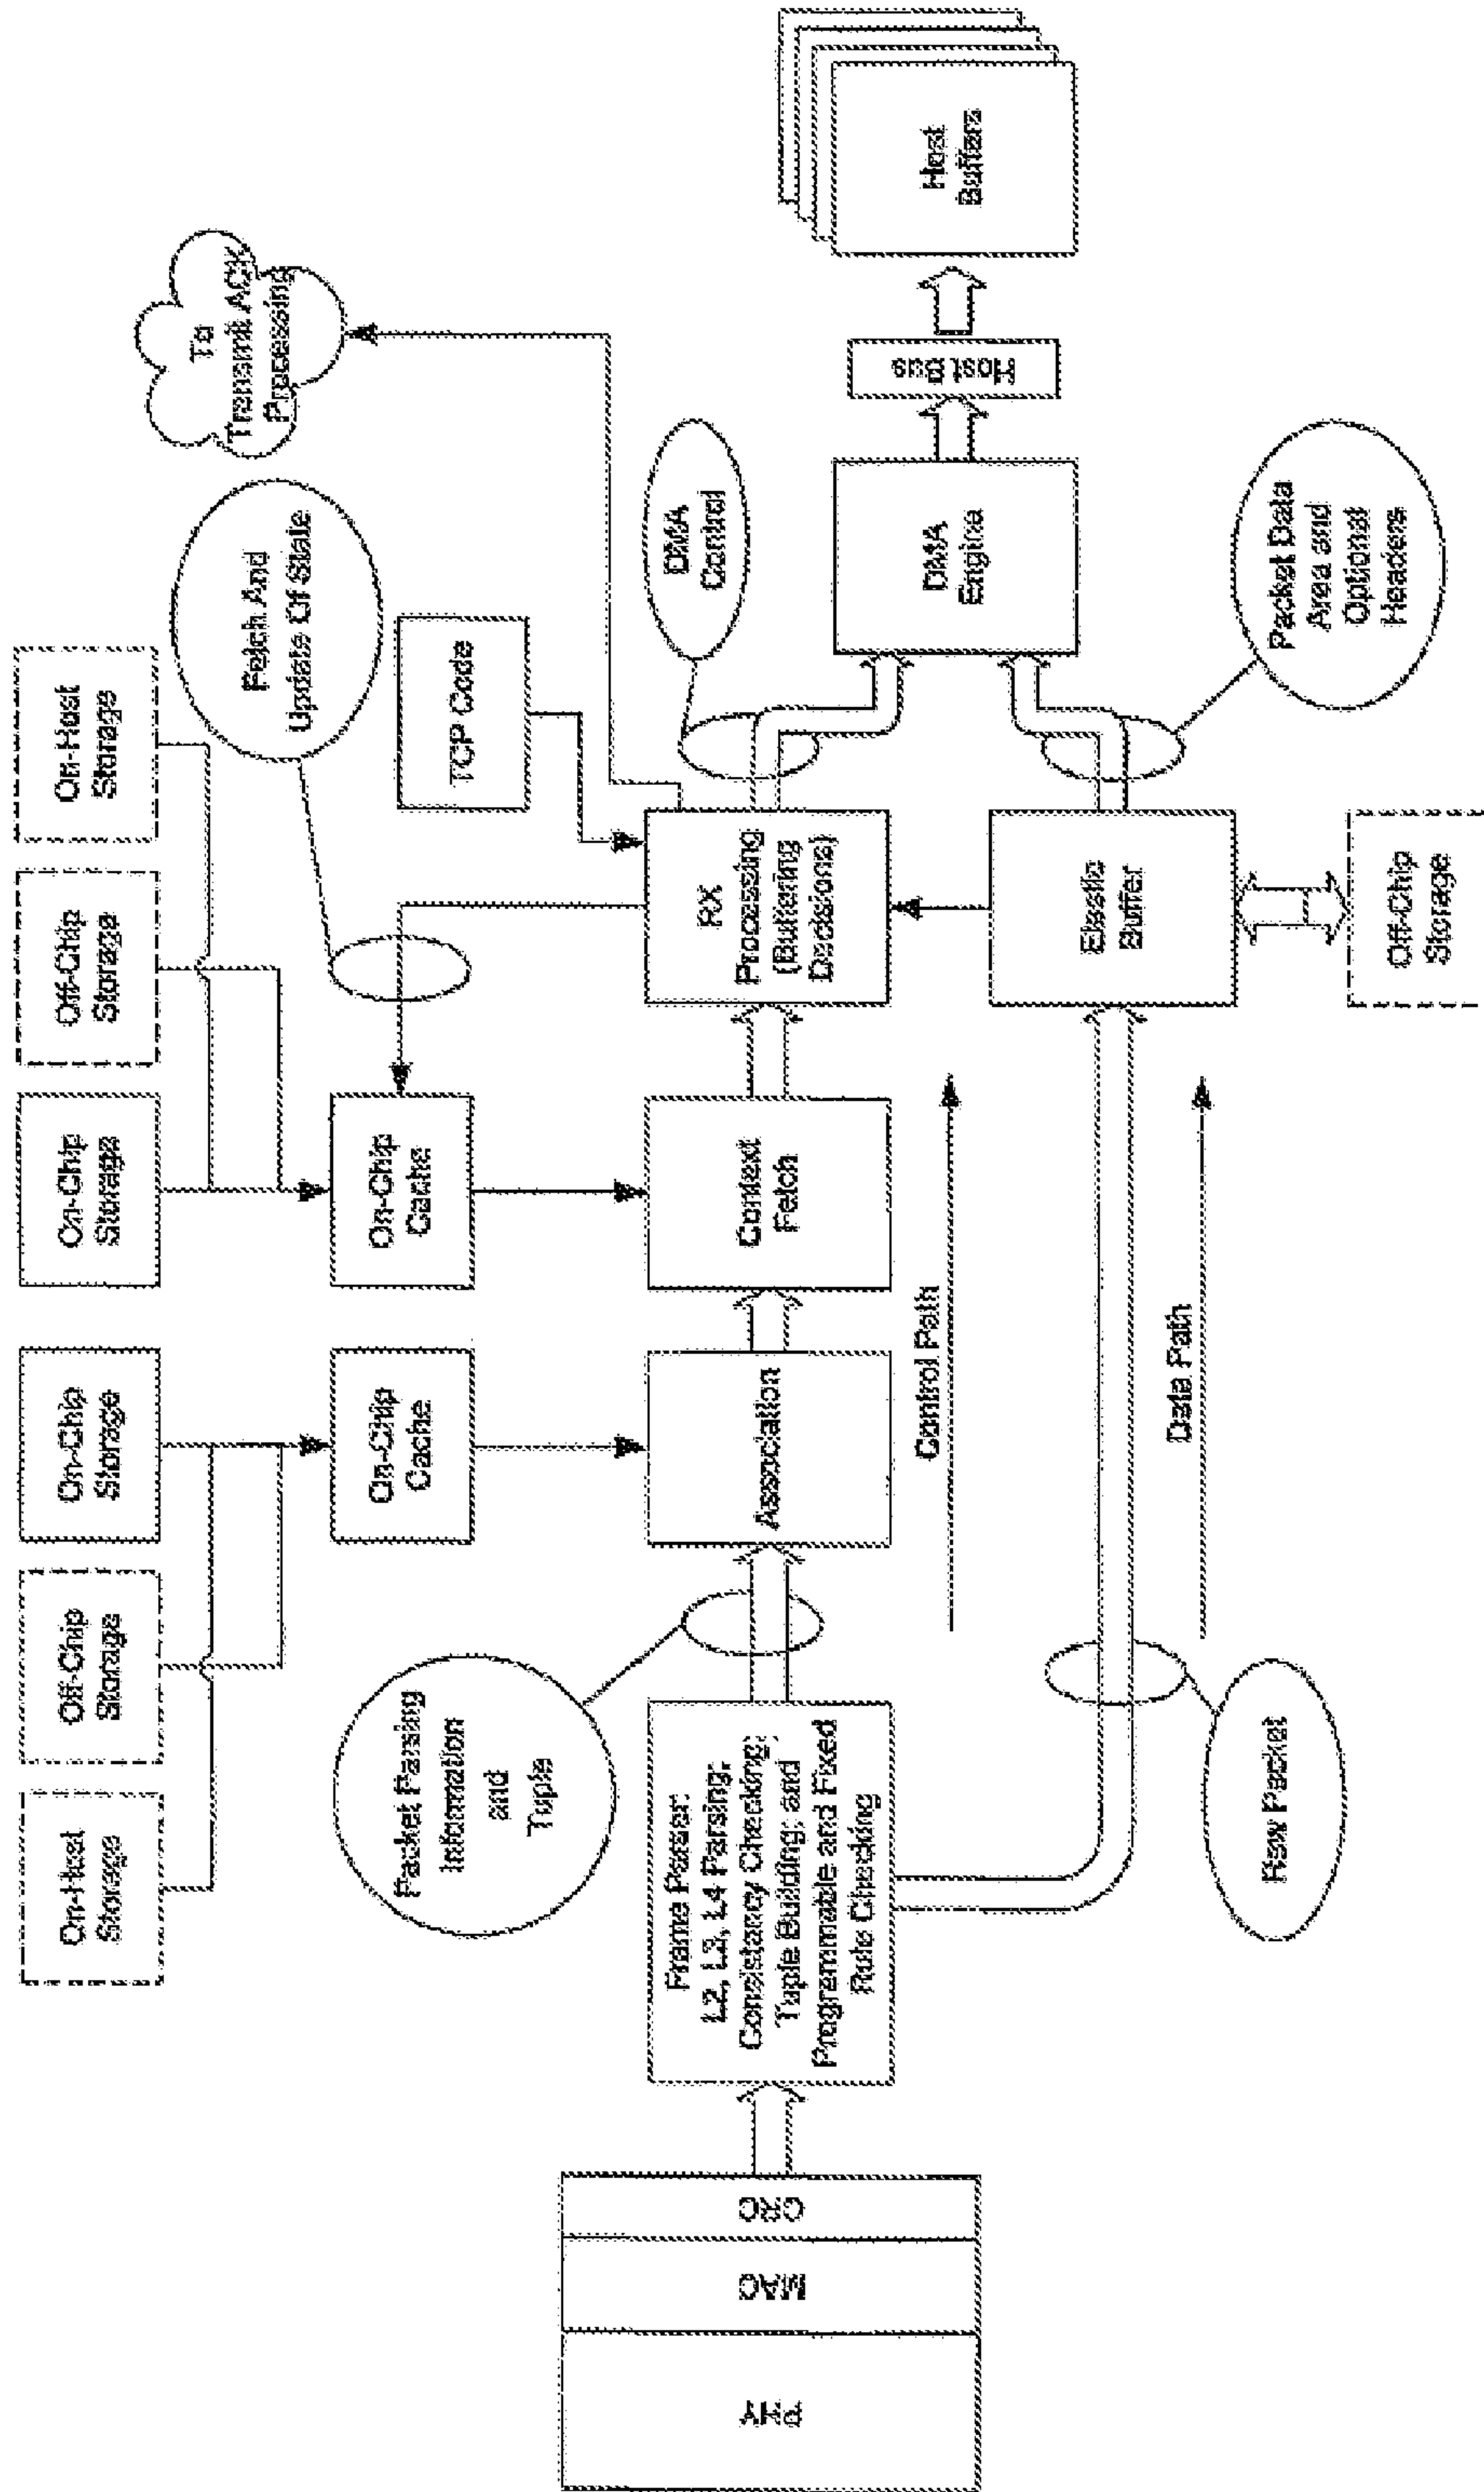 On-Host
Storage
Off-Chip
Storage
On-Chip
Storage
On-Chip
Storage
Off-Chip
Storage
On-Host
Storage
Packet Parsing
Information
and
Tuple
On-Chip
Cache
On-Chip
Cache
Fetch And
Update Of State
To
Transmit ACK
Processing
TCP Code
PHY
MAC
CRC
Frame Parser:
L2, L3, L4 Parsing;
Consistancy Checking;
Tuple Building; and
Programmable and Fixed
Rule Checking
Association
Context
Fetch
RX
Processing
(Buffering
Decisions)
DMA
Control
DMA
Engine
Host Bus
Host
Buffers
Control Path
Elastic
Buffer
Data Path
Raw Packet
Packet Data
Area and
Optional
Headers
Off-Chip
Storage